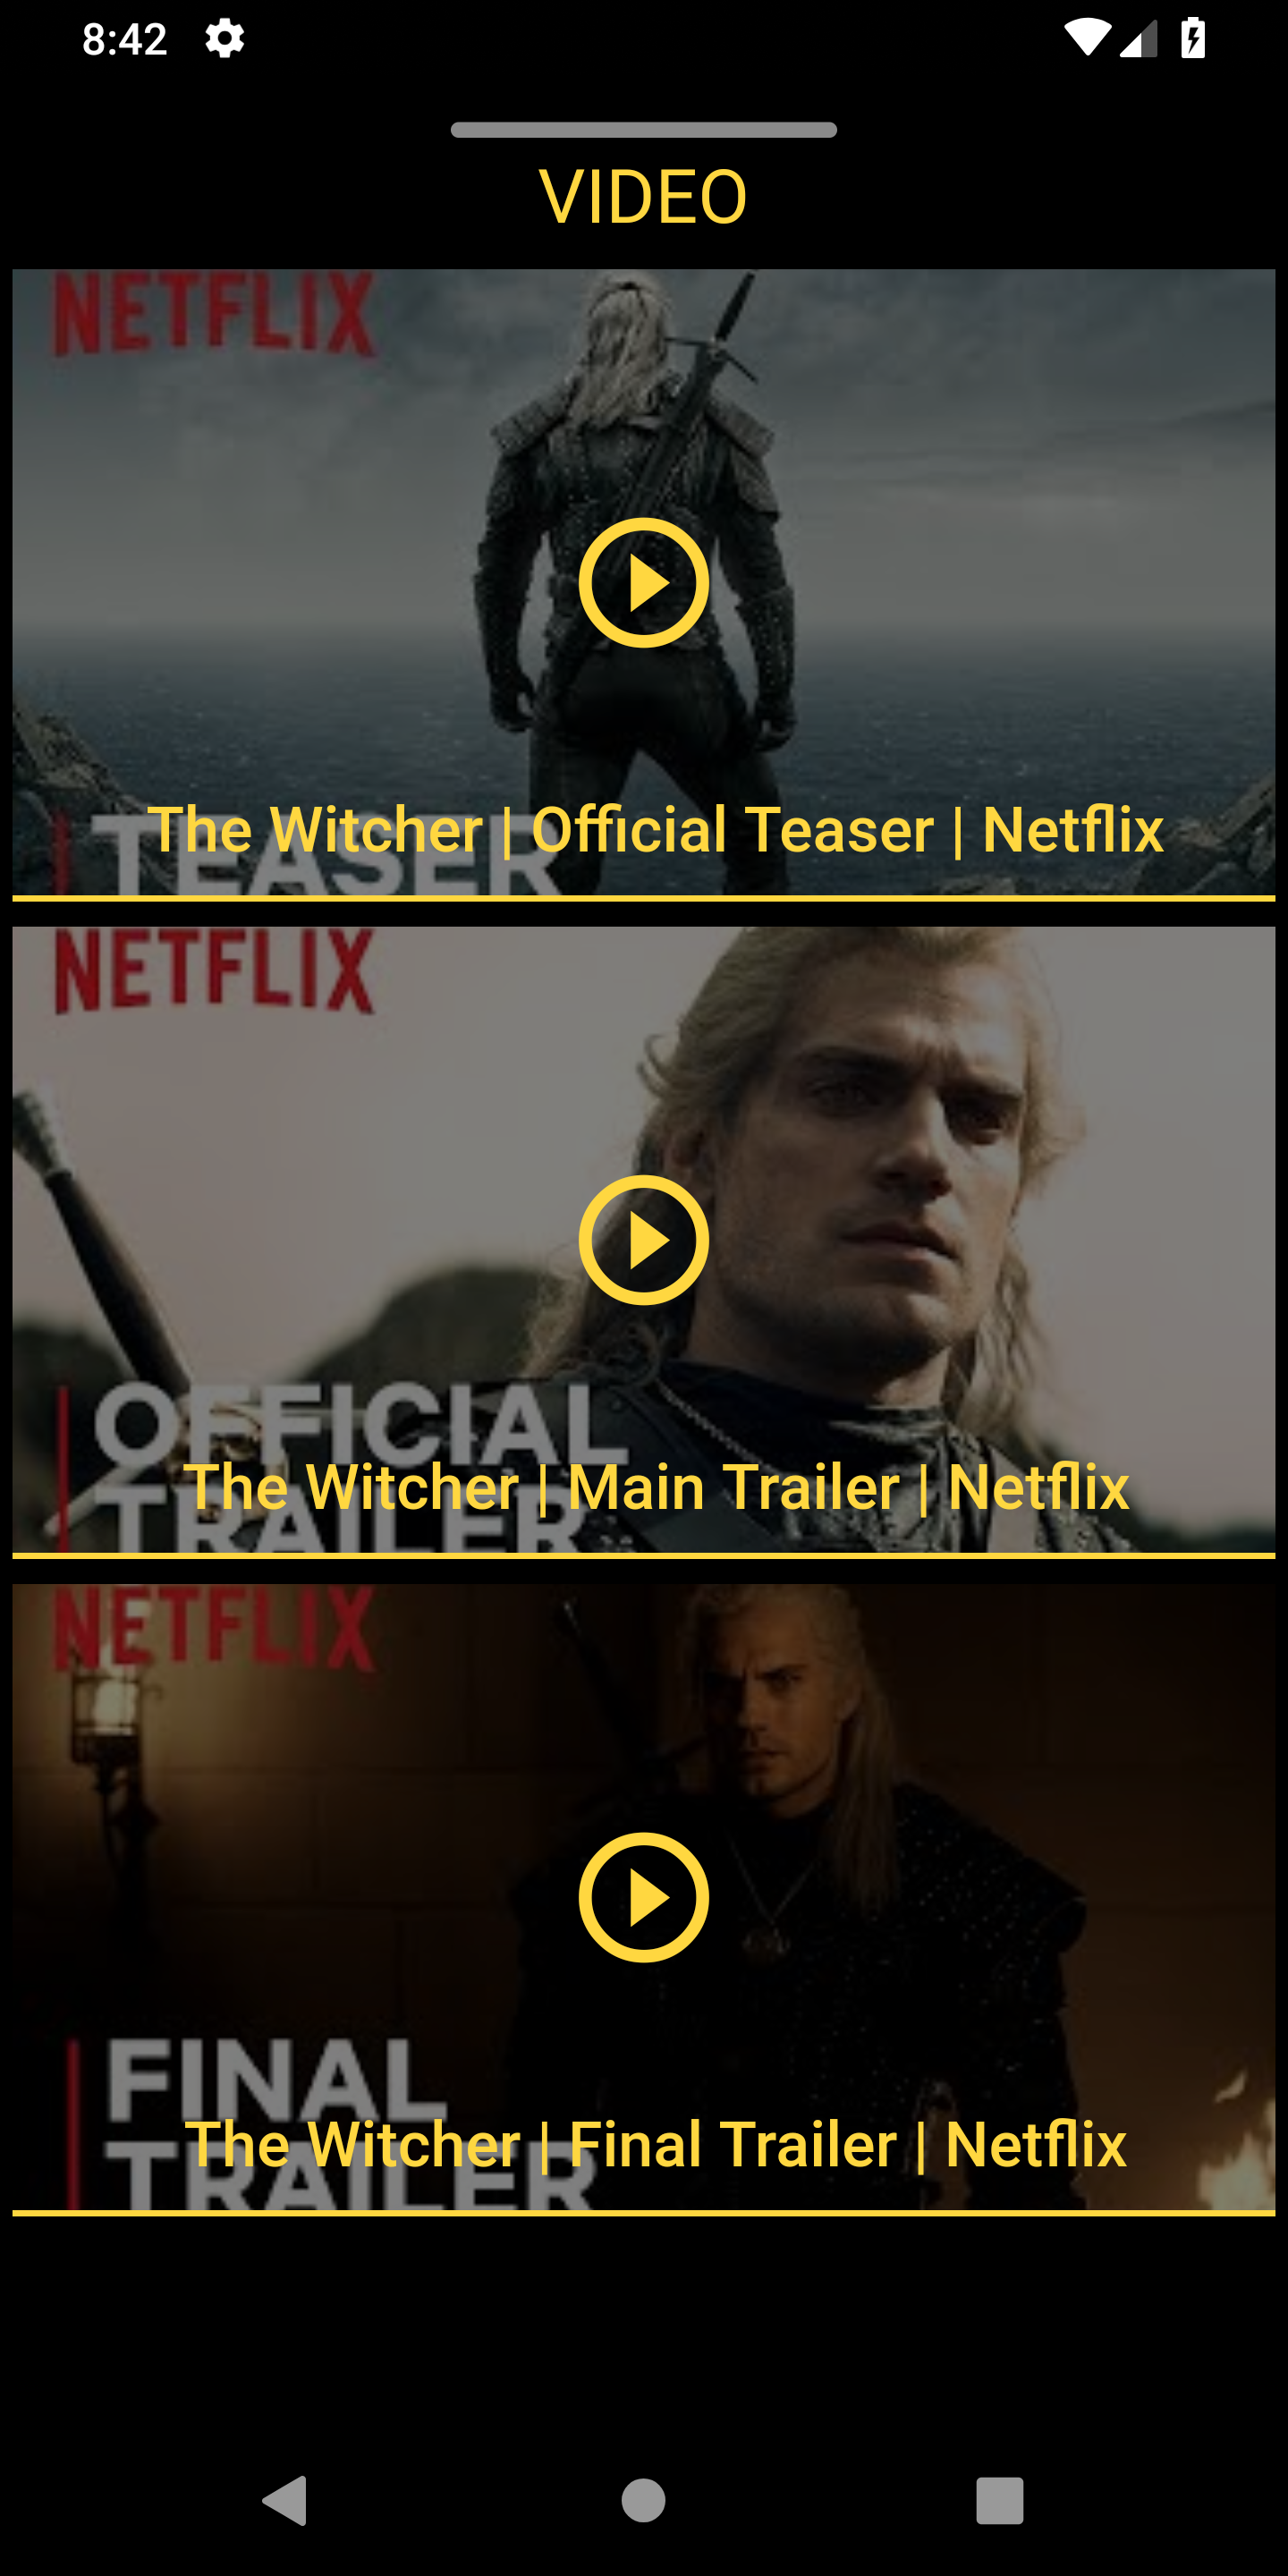 8:42
VIDEO
NETFLIX
TEASER
The Witcher | Official Teaser | Netflix
NETFLIX
OFFICIAL
TRAILER
The Witcher | Main Trailer | Netflix
NETFLIX
FINAL
TRAILER
The Witcher | Final Trailer | Netflix